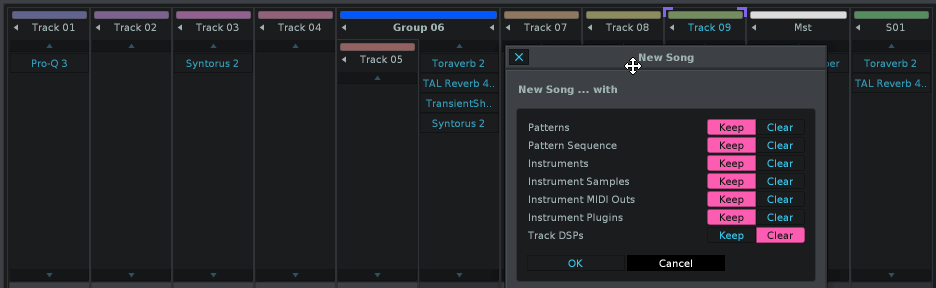 Track 01
Track 02
Track 03
Track 04
Group 06
Track 07
Track 08
Track 09
Mst
S01
Track 05
Pro-Q 3
Syntorus 2
Toraverb 2
TAL Reverb 4..
TransientSh..
Syntorus 2
New Song
New Song ... with
Patterns Keep Clear
Pattern Sequence Keep Clear
Instruments Keep Clear
Instrument Samples Keep Clear
Instrument MIDI Outs Keep Clear
Instrument Plugins Keep Clear
Track DSPs Keep Clear
OK Cancel
Toraverb 2
TAL Reverb 4..